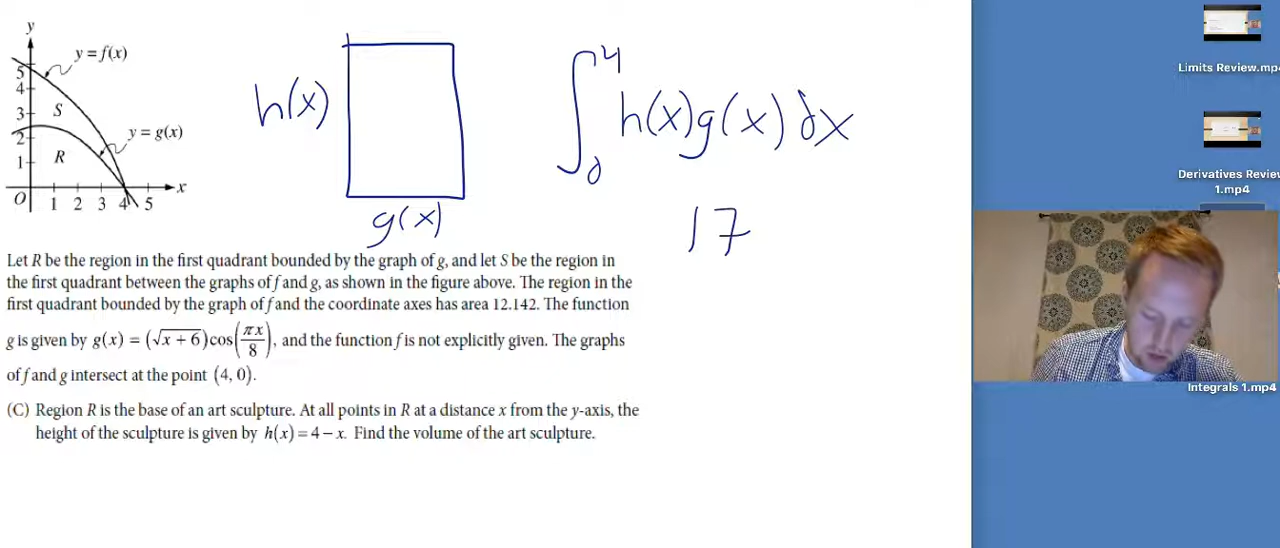 y
y = f(x)
5
4
S
3
y = g(x)
2
R
1
x
O
1 2 3 4 5
h(x)
g(x)
∫₀⁴ h(x)g(x) dx
17
Let R be the region in the first quadrant bounded by the graph of g, and let S be the region in
the first quadrant between the graphs of f and g, as shown in the figure above. The region in the
first quadrant bounded by the graph of f and the coordinate axes has area 12.142. The function
g is given by g(x) = (√x + 6)cos(πx/8), and the function f is not explicitly given. The graphs
of f and g intersect at the point (4, 0).
(C) Region R is the base of an art sculpture. At all points in R at a distance x from the y-axis, the
height of the sculpture is given by h(x) = 4 − x. Find the volume of the art sculpture.
Limits Review.mp4
Derivatives Review
1.mp4
Integrals 1.mp4